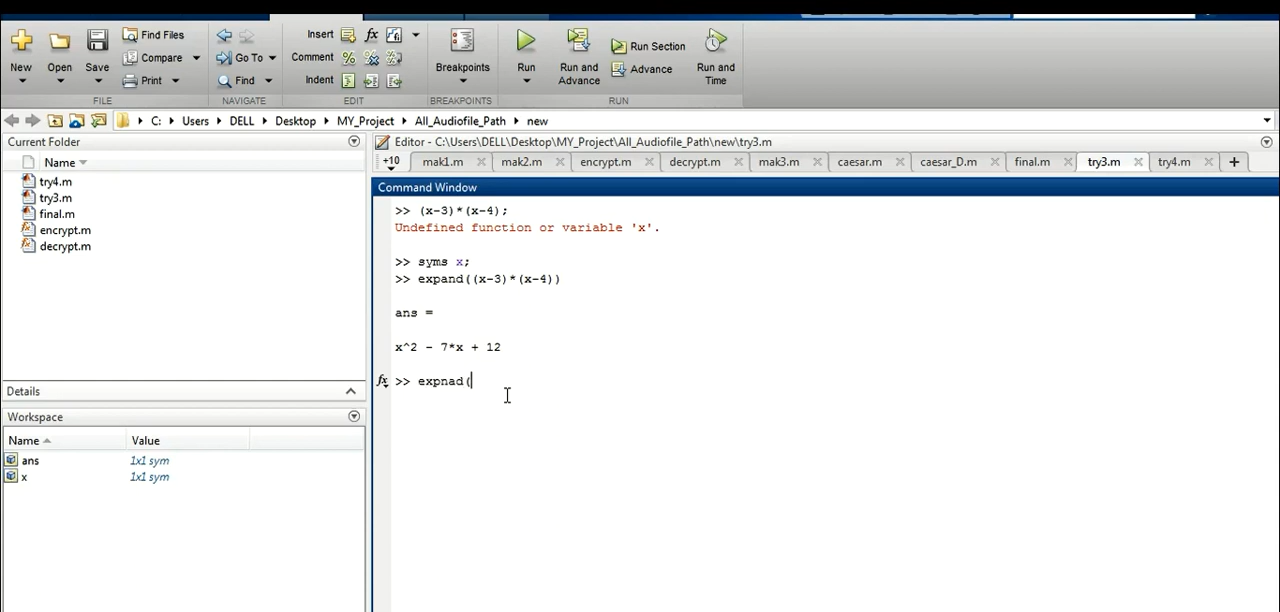 Insert
Find Files
Compare
Go To
Comment
Run Section
New
Open
Save
Print
Find
Indent
Breakpoints
Run
Run and
Advance
Advance
Run and
Time
FILE
NAVIGATE
EDIT
BREAKPOINTS
RUN
C: Users DELL Desktop MY_Project All_Audiofile_Path new
Current Folder
Editor - C:\Users\DELL\Desktop\MY_Project\All_Audiofile_Path\new\try3.m
+10 mak1.m mak2.m encrypt.m decrypt.m mak3.m caesar.m caesar_D.m final.m try3.m try4.m
Name
try4.m
try3.m
final.m
encrypt.m
decrypt.m
Command Window
>> (x-3)*(x-4);
Undefined function or variable 'x'.
>> syms x;
>> expand((x-3)*(x-4))
ans =
x^2 - 7*x + 12
fx >> expnad(
Details
Workspace
Name Value
ans 1x1 sym
x 1x1 sym